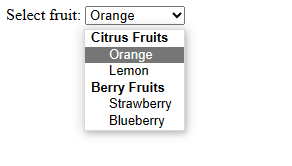 Select fruit: Orange
Citrus Fruits
Orange
Lemon
Berry Fruits
Strawberry
Blueberry